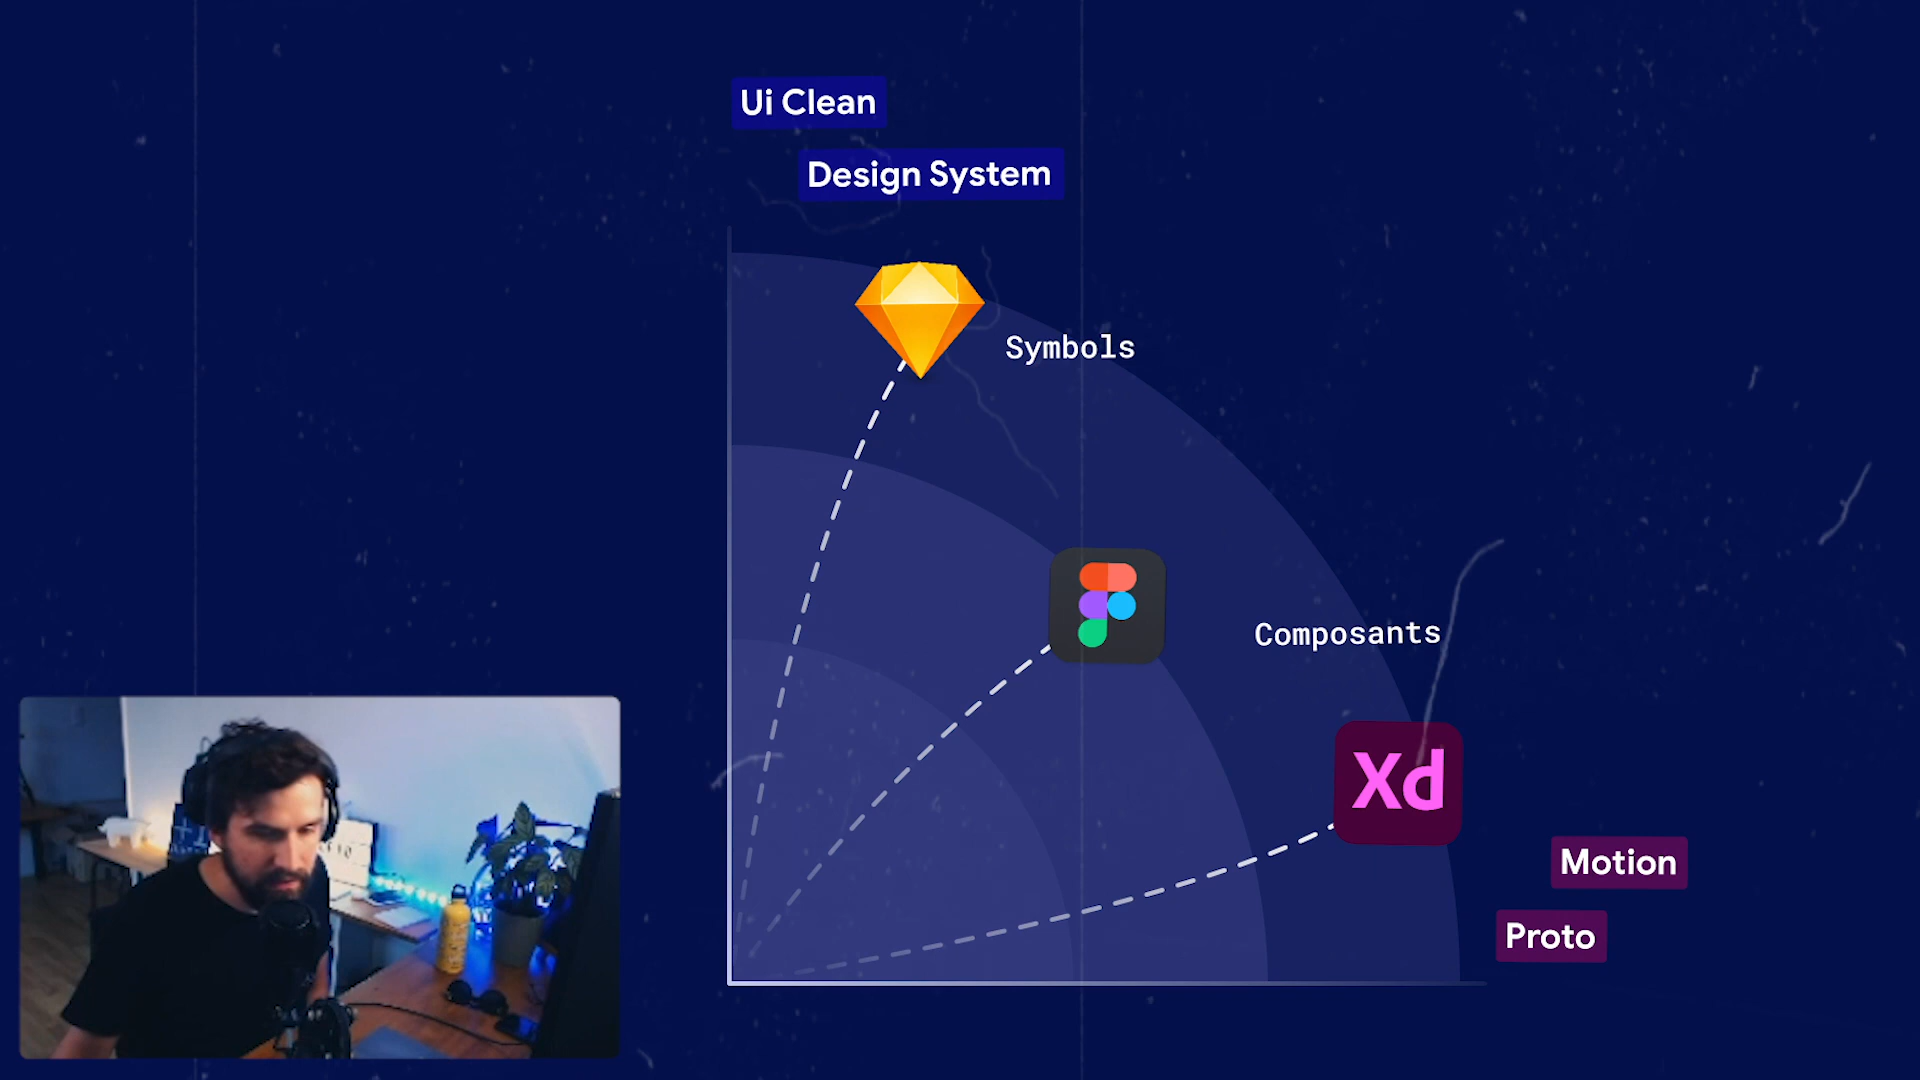 Ui Clean
Design System
Symbols
Composants
Xd
Motion
Proto